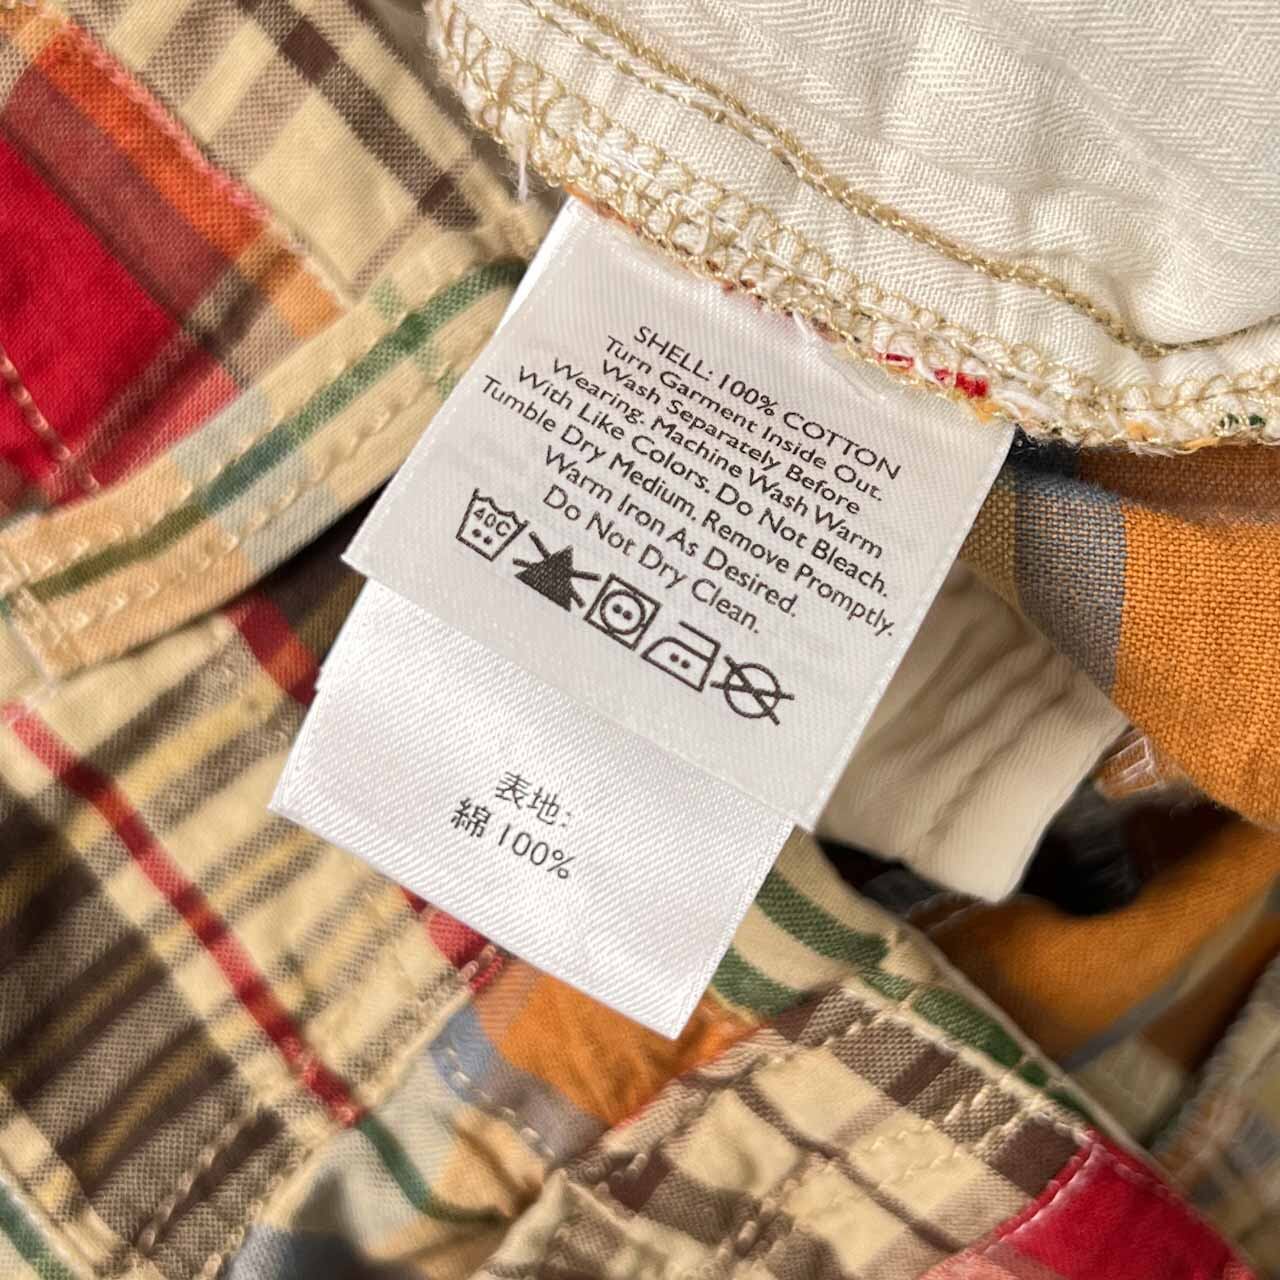 SHELL: 100% COTTON
Turn Garment Inside Out.
Wash Separately Before
Wearing. Machine Wash Warm
With Like Colors. Do Not Bleach.
Tumble Dry Medium. Remove Promptly.
Warm Iron As Desired.
Do Not Dry Clean.
40C
表地:
綿 100%